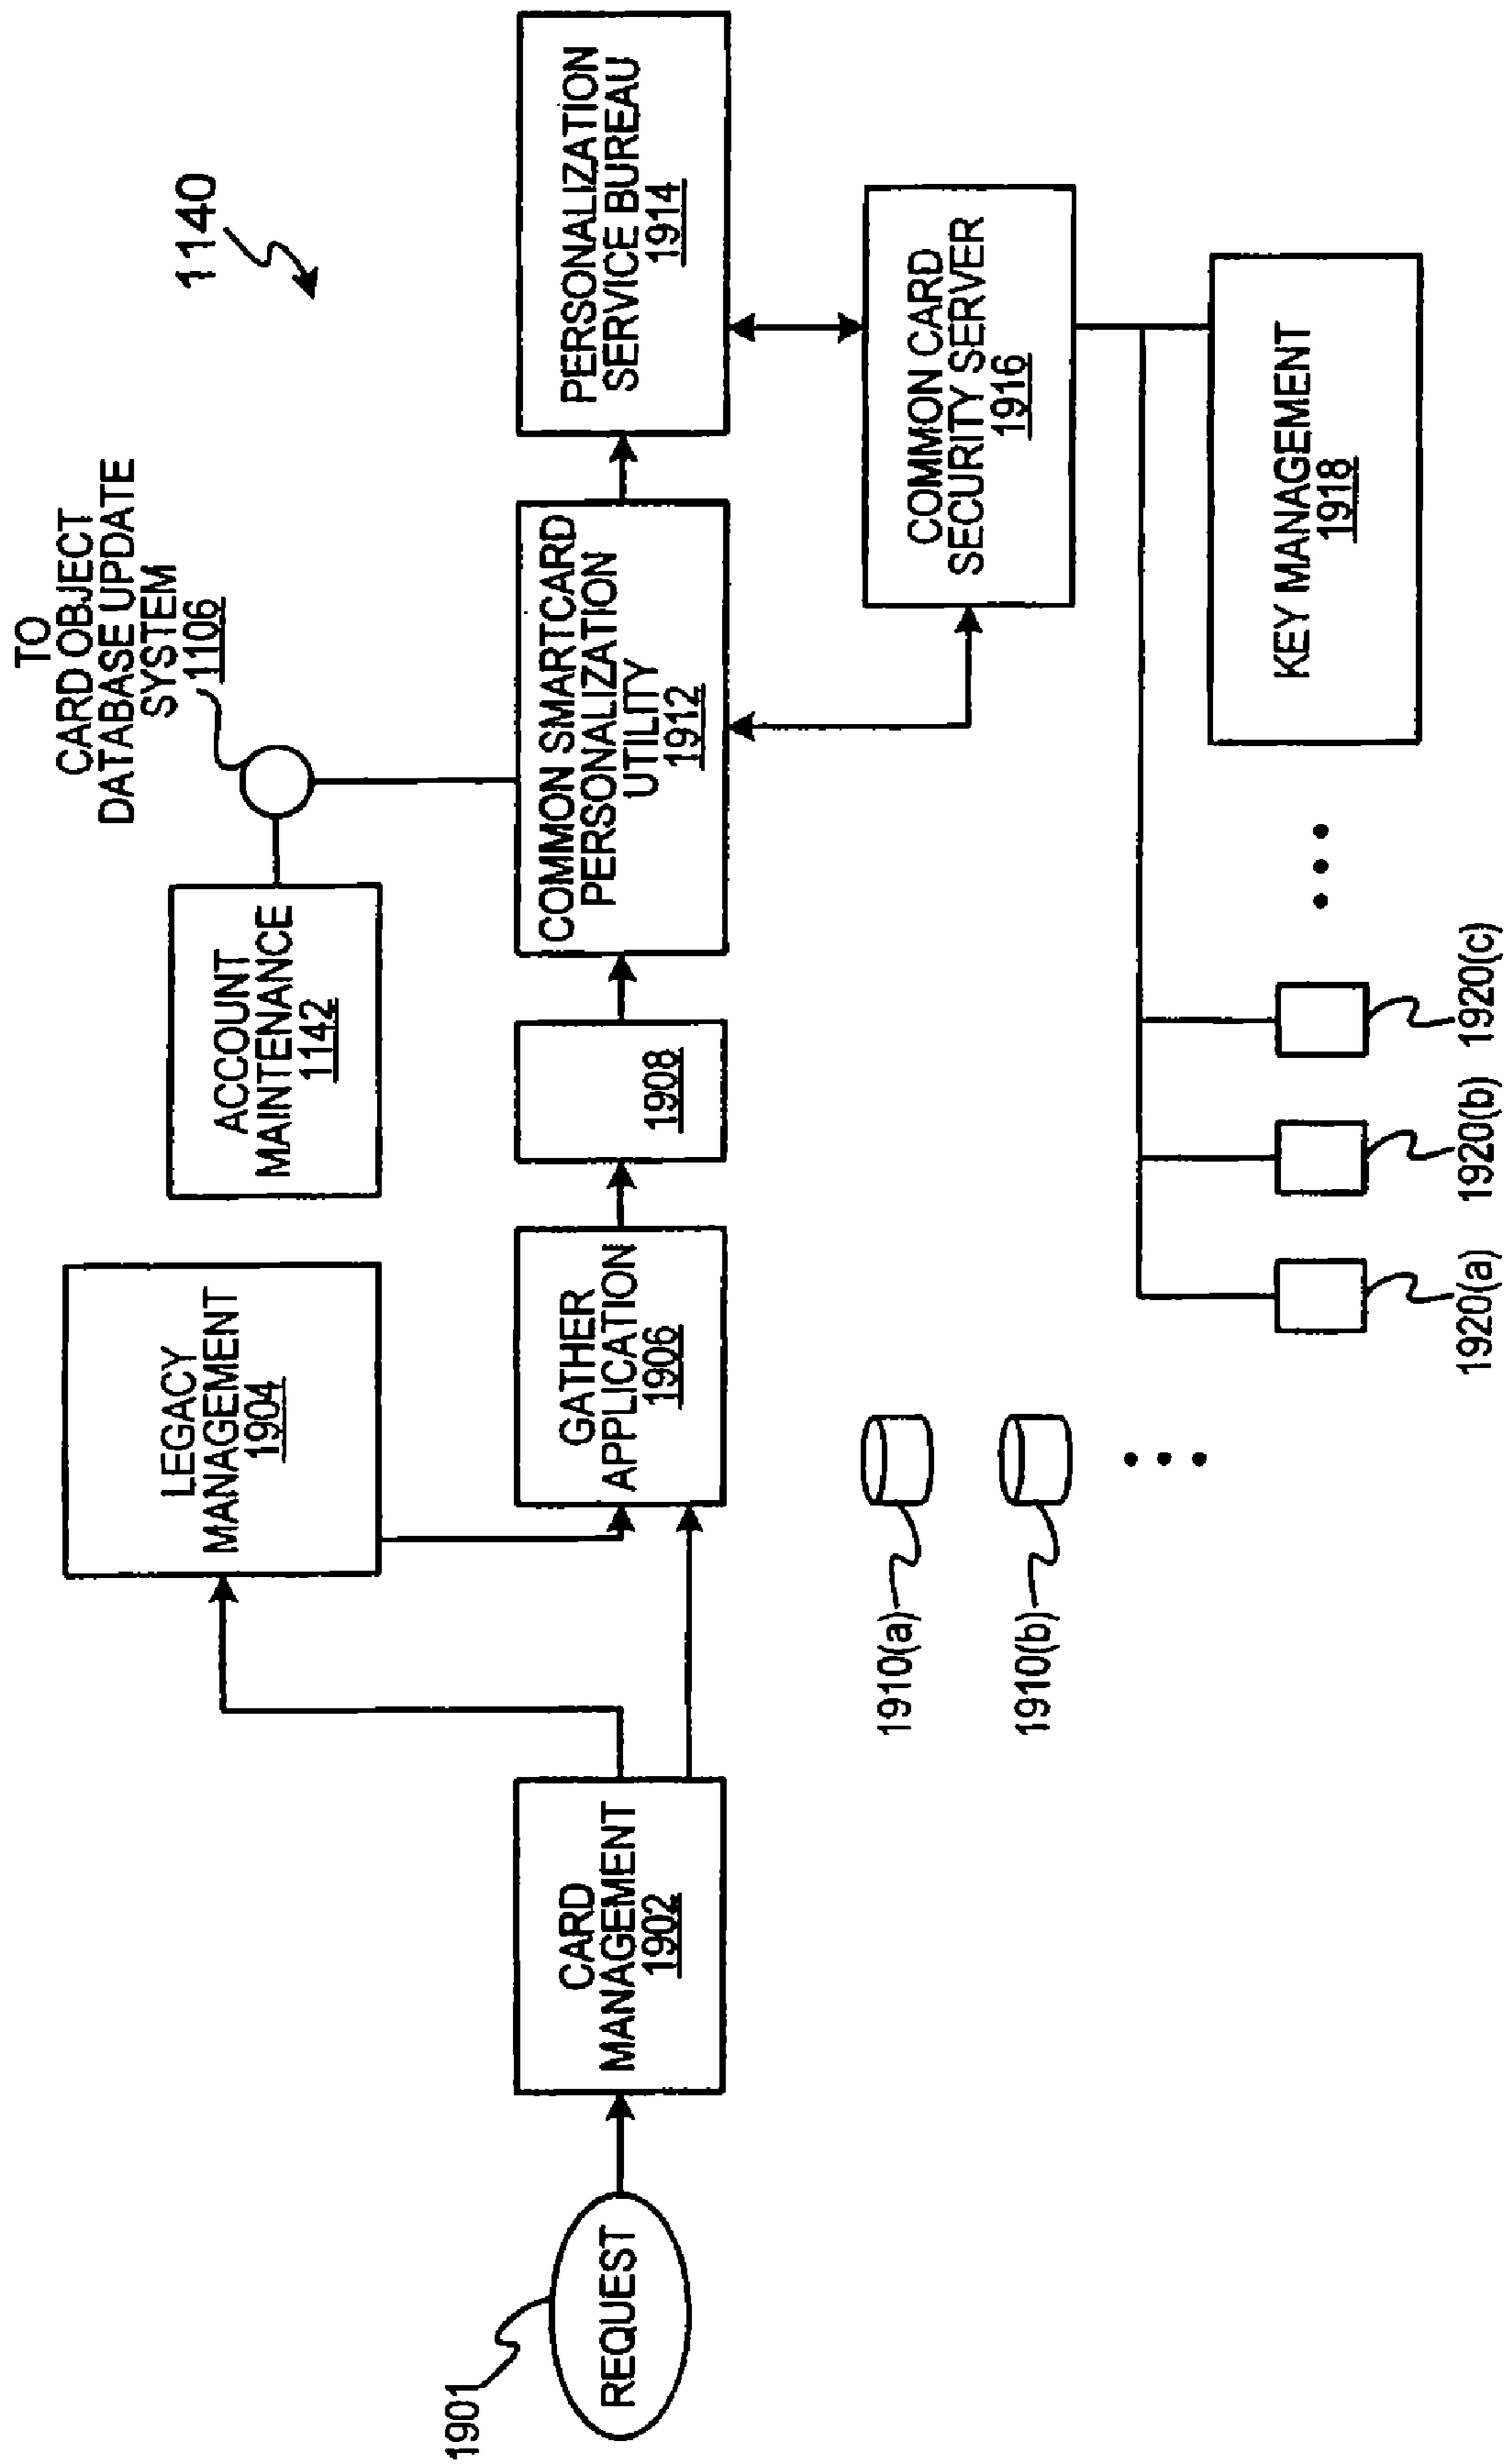 1140
TO
CARD OBJECT
DATABASE UPDATE
SYSTEM
1106
ACCOUNT
MAINTENANCE
1142
LEGACY
MANAGEMENT
1904
1901
REQUEST
CARD
MANAGEMENT
1902
GATHER
APPLICATION
1906
1908
COMMON SMARTCARD
PERSONALIZATION
UTILITY
1912
PERSONALIZATION
SERVICE BUREAU
1914
COMMON CARD
SECURITY SERVER
1916
1910(a)
1910(b)
KEY MANAGEMENT
1918
1920(a)
1920(b)
1920(c)